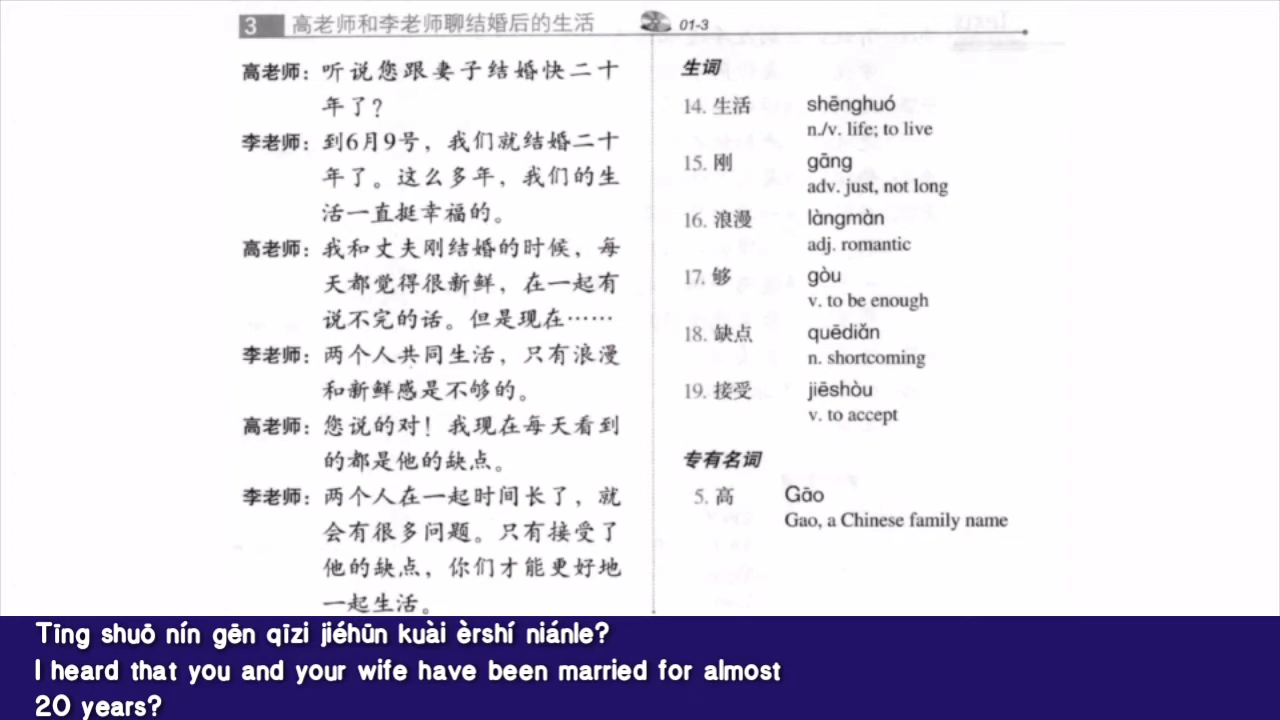 3 高老师和李老师聊结婚后的生活 01-3
高老师：听说您跟妻子结婚快二十
年了？
李老师：到6月9号，我们就结婚二十
年了。这么多年，我们的生
活一直挺幸福的。
高老师：我和丈夫刚结婚的时候，每
天都觉得很新鲜，在一起有
说不完的话。但是现在……
李老师：两个人共同生活，只有浪漫
和新鲜感是不够的。
高老师：您说的对！我现在每天看到
的都是他的缺点。
李老师：两个人在一起时间长了，就
会有很多问题。只有接受了
他的缺点，你们才能更好地
一起生活。
生词
14. 生活 shēnghuó
n./v. life; to live
15. 刚 gāng
adv. just, not long
16. 浪漫 làngmàn
adj. romantic
17. 够 gòu
v. to be enough
18. 缺点 quēdiǎn
n. shortcoming
19. 接受 jiēshòu
v. to accept
专有名词
5. 高 Gāo
Gao, a Chinese family name
Tīng shuō nín gēn qīzi jiéhūn kuài èrshí niánle?
I heard that you and your wife have been married for almost
20 years?